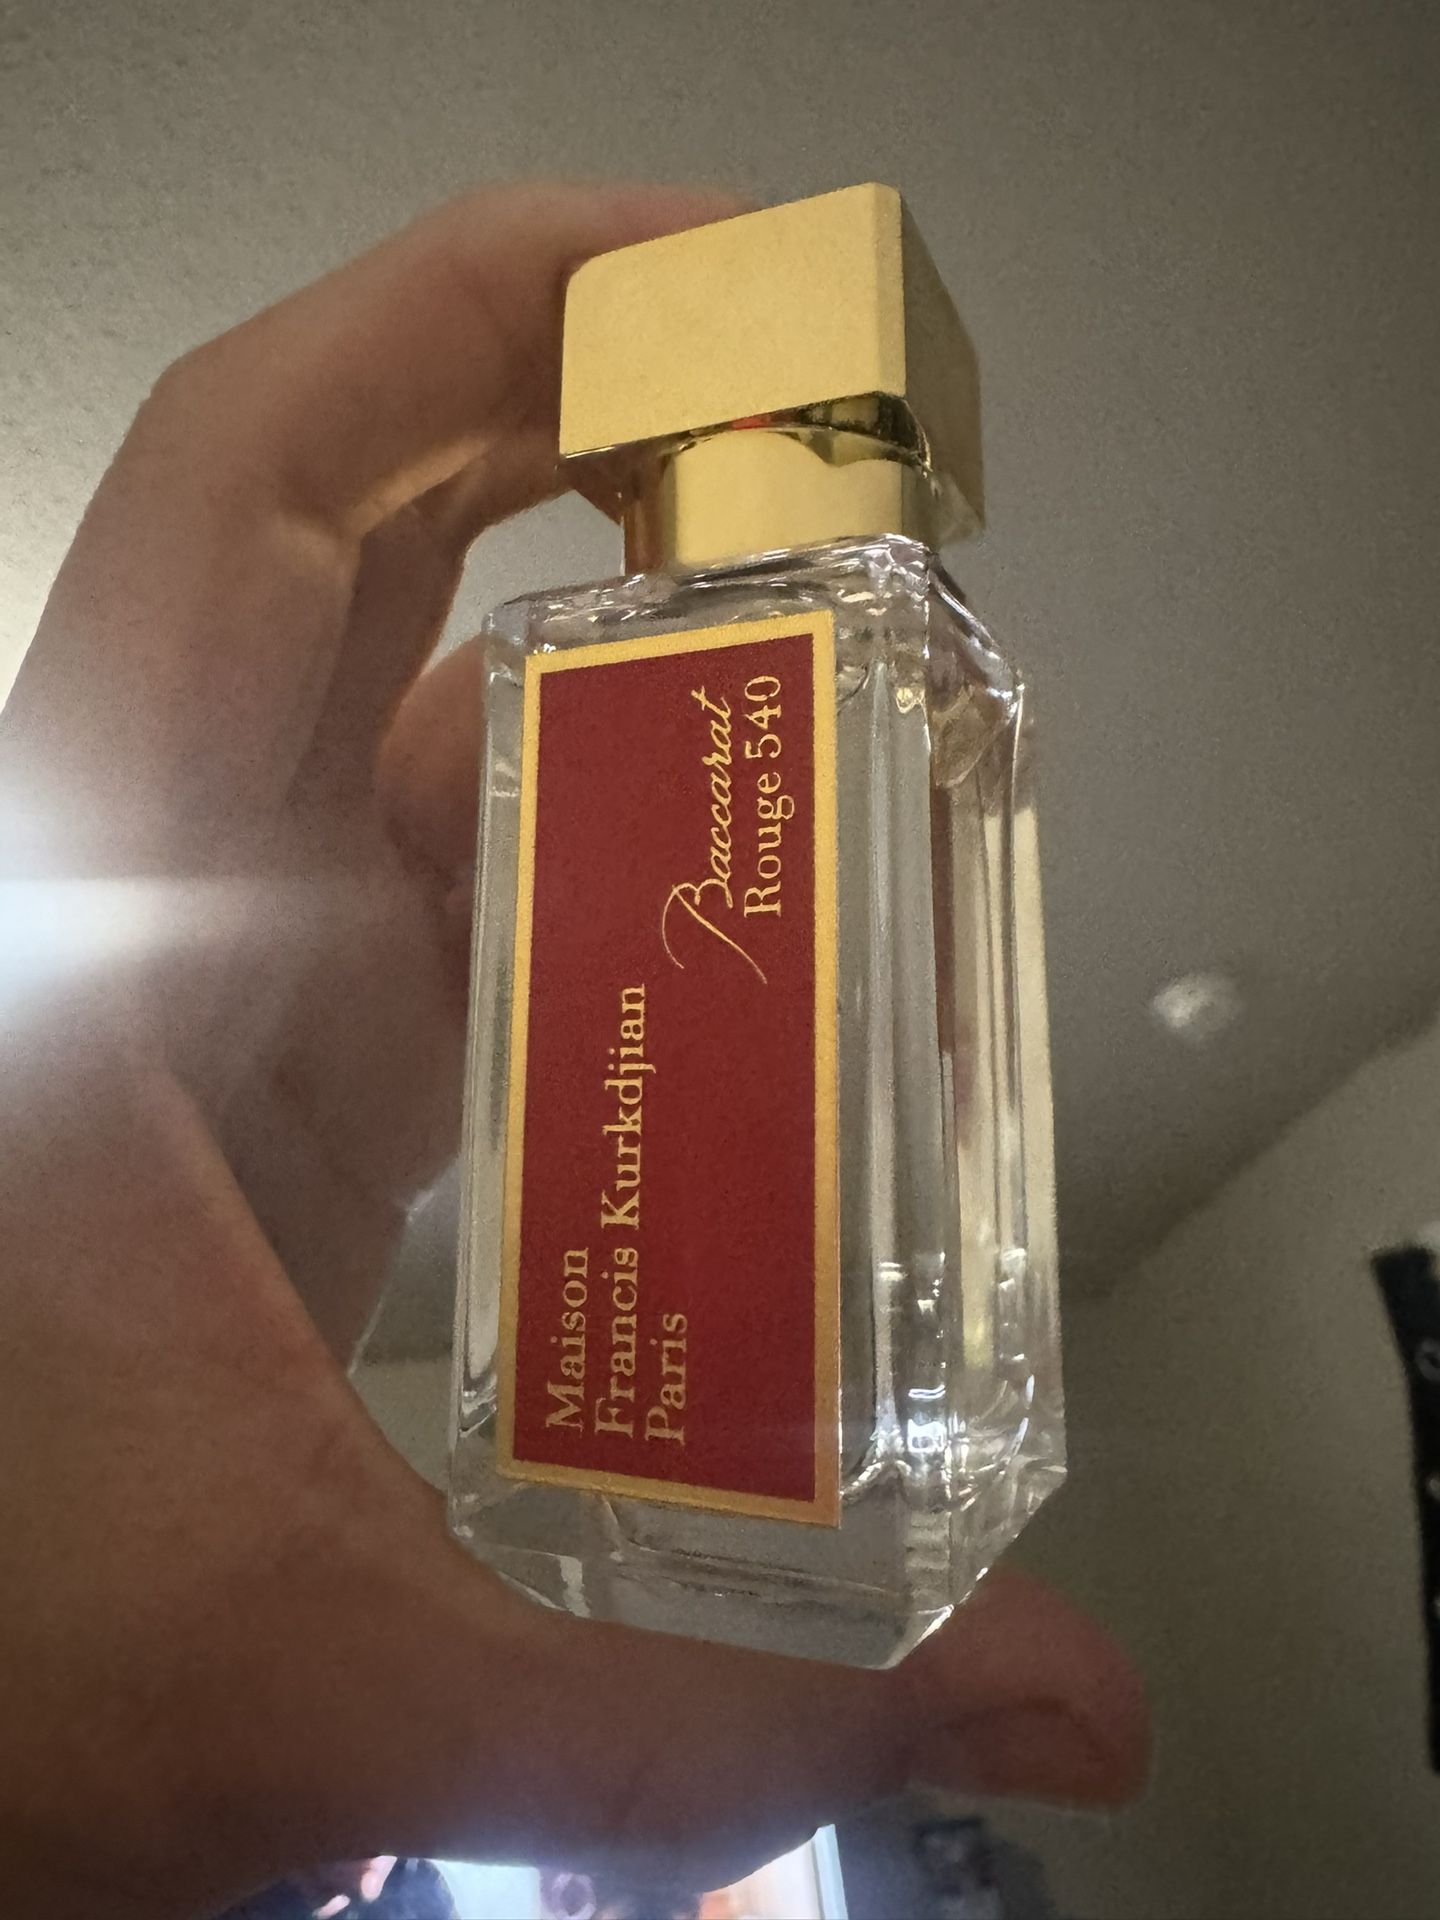 Maison
Francis Kurkdjian
Paris
Baccarat
Rouge 540